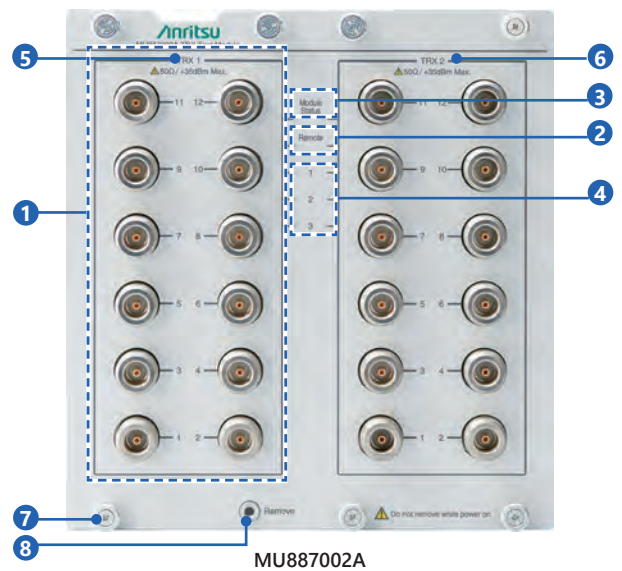 Anritsu
5 TRX 1
TRX 2 6
⚠50Ω/+35dBm Max.
⚠50Ω/+35dBm Max.
11 12
Module
Status
3
11 12
Remote
2
9 10
1
9 10
4
1
2
7 8
3
7 8
5 6
5 6
3 4
3 4
1 2
1 2
7
Remove
⚠ Do not remove while power on
8
MU887002A